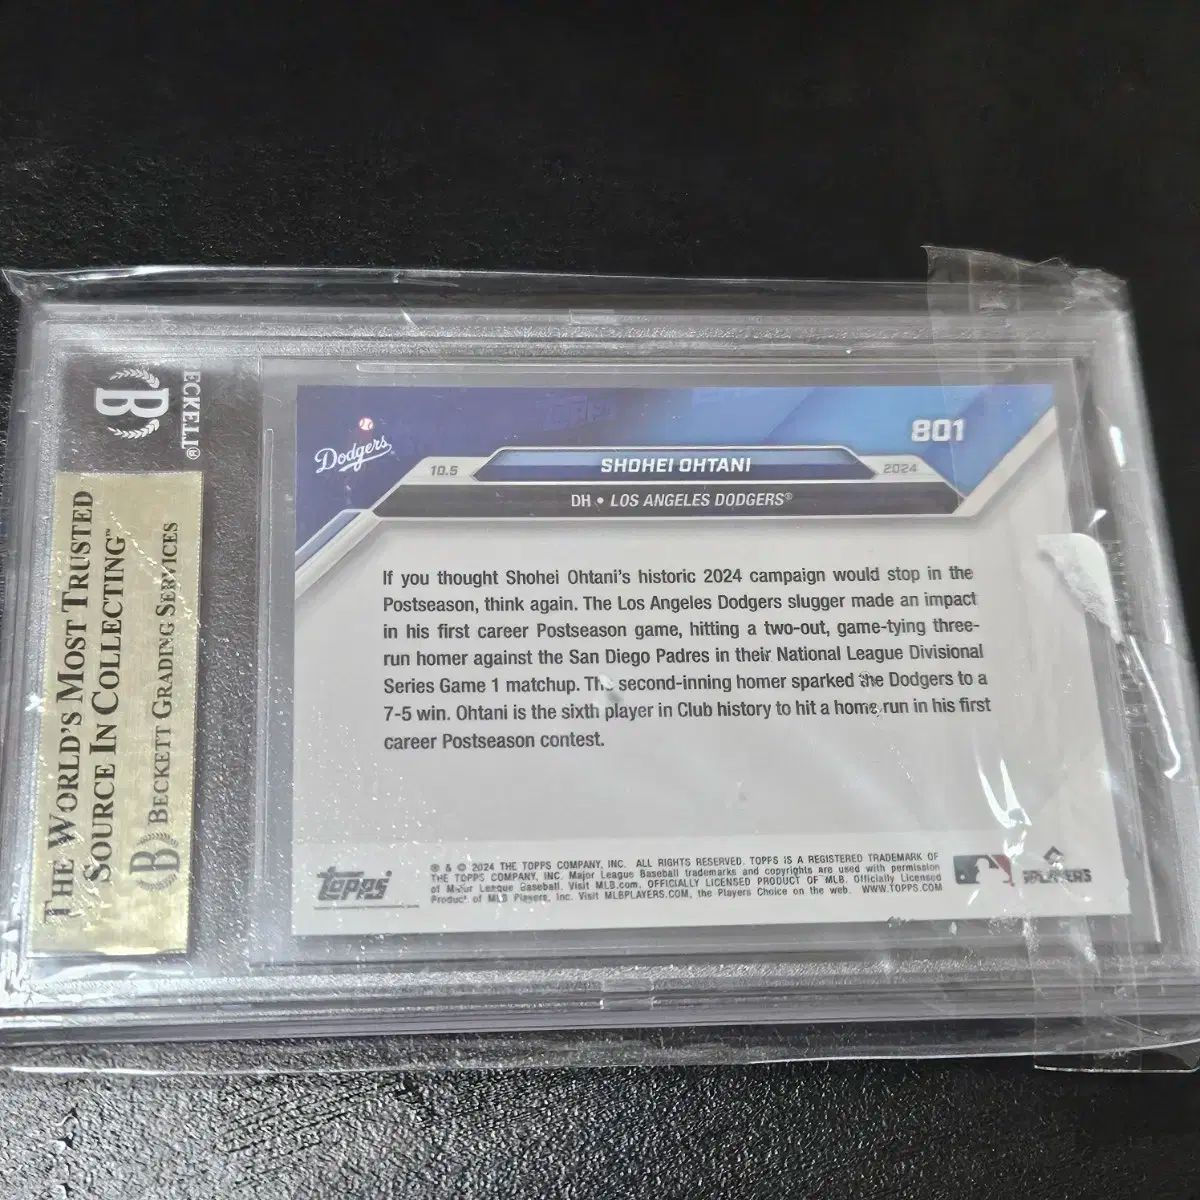 BECKETT®
B
THE WORLD'S MOST TRUSTED
SOURCE IN COLLECTING™
B BECKETT GRADING SERVICES
Dodgers
801
10.5
SHOHEI OHTANI
2024
DH • LOS ANGELES DODGERS®
If you thought Shohei Ohtani's historic 2024 campaign would stop in the
Postseason, think again. The Los Angeles Dodgers slugger made an impact
in his first career Postseason game, hitting a two-out, game-tying three-
run homer against the San Diego Padres in their National League Divisional
Series Game 1 matchup. The second-inning homer sparked the Dodgers to a
7-5 win. Ohtani is the sixth player in Club history to hit a home run in his first
career Postseason contest.
topps
® & © 2024 THE TOPPS COMPANY, INC. ALL RIGHTS RESERVED. TOPPS IS A REGISTERED TRADEMARK OF
THE TOPPS COMPANY, INC. Major League Baseball trademarks and copyrights are used with permission
of Major League Baseball. Visit MLB.com. OFFICIALLY LICENSED PRODUCT OF MLB. Officially Licensed
Product of MLB Players, Inc. Visit MLBPLAYERS.COM, the Players Choice on the web. WWW.TOPPS.COM
PLAYERS